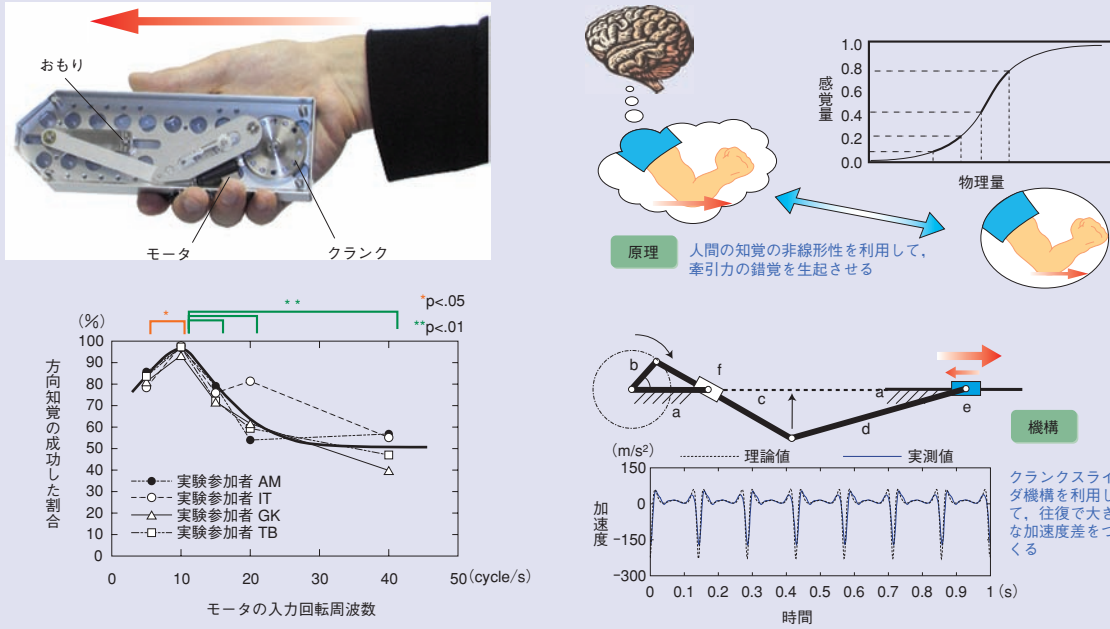 おもり
モータ
クランク
感覚量
1.0
0.8
0.6
0.4
0.2
0.0
物理量
原理
人間の知覚の非線形性を利用して,
牽引力の錯覚を生起させる
*
**
*p<.05
**p<.01
(%)
方向知覚の成功した割合
100
90
80
70
60
50
40
30
20
10
0
実験参加者 AM
実験参加者 IT
実験参加者 GK
実験参加者 TB
0
10
20
30
40
50(cycle/s)
モータの入力回転周波数
b
f
a
c
a
d
e
機構
クランクスライ
ダ機構を利用し
て,往復で大き
な加速度差をつ
くる
(m/s²)
理論値
実測値
加速度
150
0
−150
−300
0 0.1 0.2 0.3 0.4 0.5 0.6 0.7 0.8 0.9 1 (s)
時間